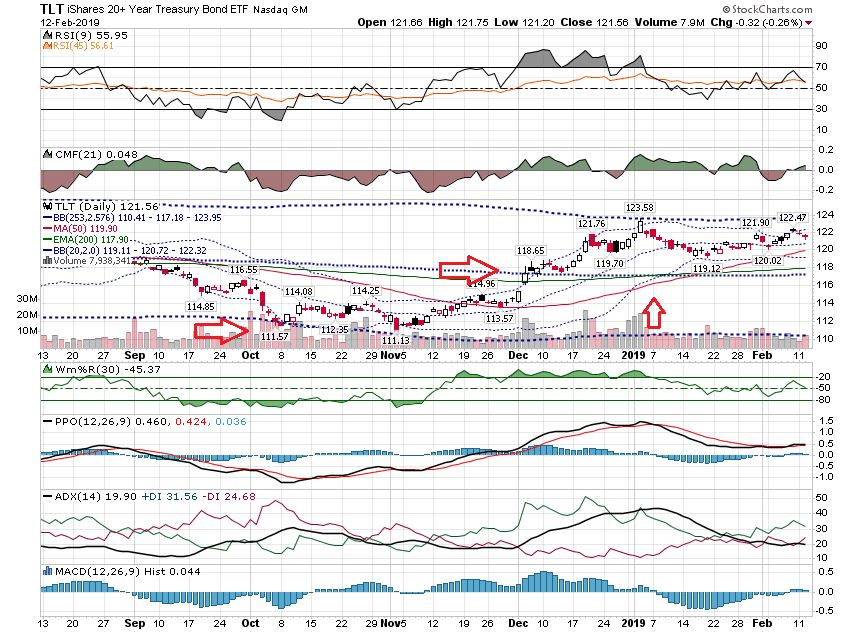 TLT iShares 20+ Year Treasury Bond ETF Nasdaq GM © StockCharts.com
12-Feb-2019 Open 121.66 High 121.75 Low 121.20 Close 121.56 Volume 7.9M Chg -0.32 (-0.26%)
RSI(9) 55.95
RSI(45) 56.61
90
70
50
30
10
CMF(21) 0.048
0.2
0.0
-0.2
TLT (Daily) 121.56
BB(253,2.576) 110.41 - 117.18 - 123.95
MA(50) 119.90
EMA(200) 117.90
BB(20,2.0) 119.11 - 120.72 - 122.32
Volume 7,938,341
123.58
122.47
121.90
121.76
120.02
119.70
119.12
118.65
116.55
114.96
114.85
114.25
114.08
113.57
112.35
111.57
111.13
124
122
120
118
116
114
112
110
30M
20M
10M
13 20 27 Sep 10 17 24 Oct 8 15 22 29 Nov 5 12 19 26 Dec 10 17 24 2019 7 14 22 28 Feb 11
Wm%R(30) -45.37
-20
-50
-80
PPO(12,26,9) 0.460, 0.424, 0.036
1.5
1.0
0.5
0.0
-0.5
-1.0
ADX(14) 19.90 +DI 31.56 -DI 24.68
50
40
30
20
10
MACD(12,26,9) Hist 0.044
0.5
0.0
-0.5
13 20 27 Sep 10 17 24 Oct 8 15 22 29 Nov 5 12 19 26 Dec 10 17 24 2019 7 14 22 28 Feb 11